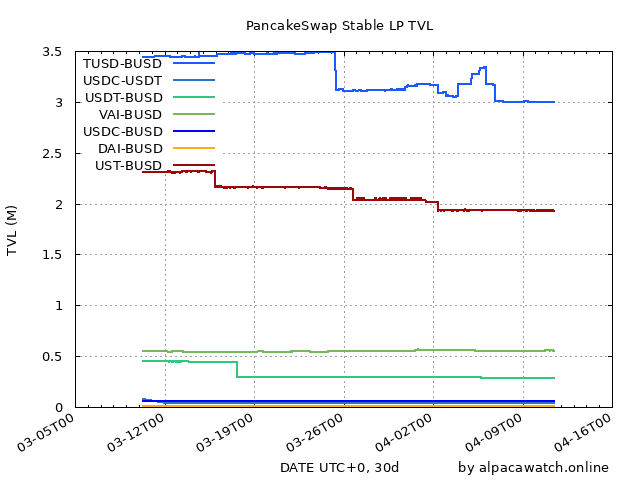 PancakeSwap Stable LP TVL
3.5
3
2.5
2
1.5
1
0.5
0
TVL (M)
TUSD-BUSD
USDC-USDT
USDT-BUSD
VAI-BUSD
USDC-BUSD
DAI-BUSD
UST-BUSD
03-05T00
03-12T00
03-19T00
03-26T00
04-02T00
04-09T00
04-16T00
DATE UTC+0, 30d
by alpacawatch.online